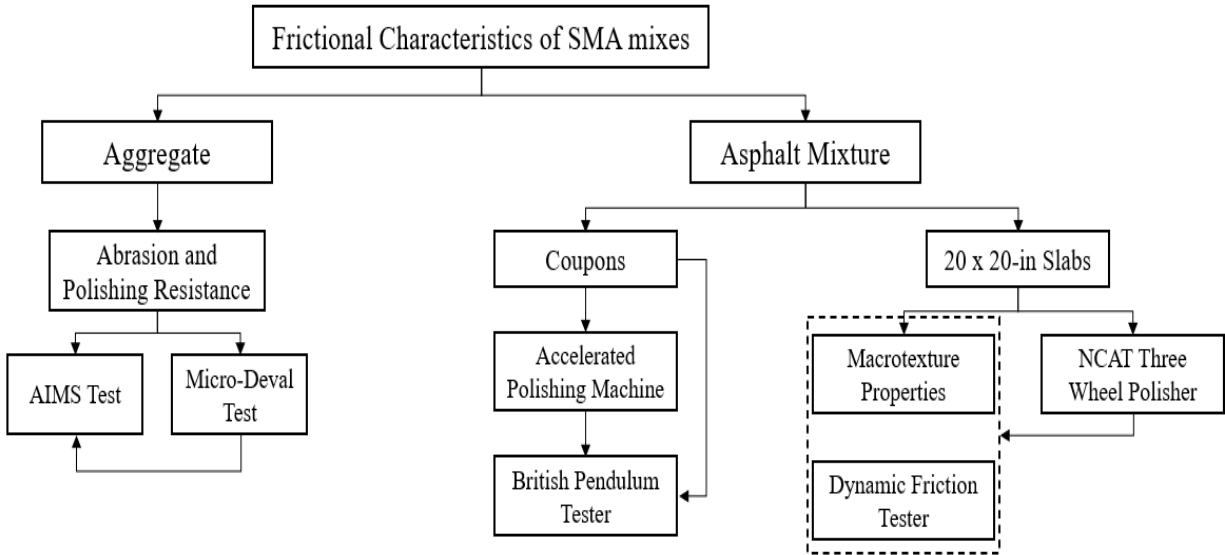 Frictional Characteristics of SMA mixes
Aggregate
Asphalt Mixture
Abrasion and
Polishing Resistance
Coupons
20 x 20-in Slabs
AIMS Test
Micro-Deval
Test
Accelerated
Polishing Machine
Macrotexture
Properties
NCAT Three
Wheel Polisher
British Pendulum
Tester
Dynamic Friction
Tester